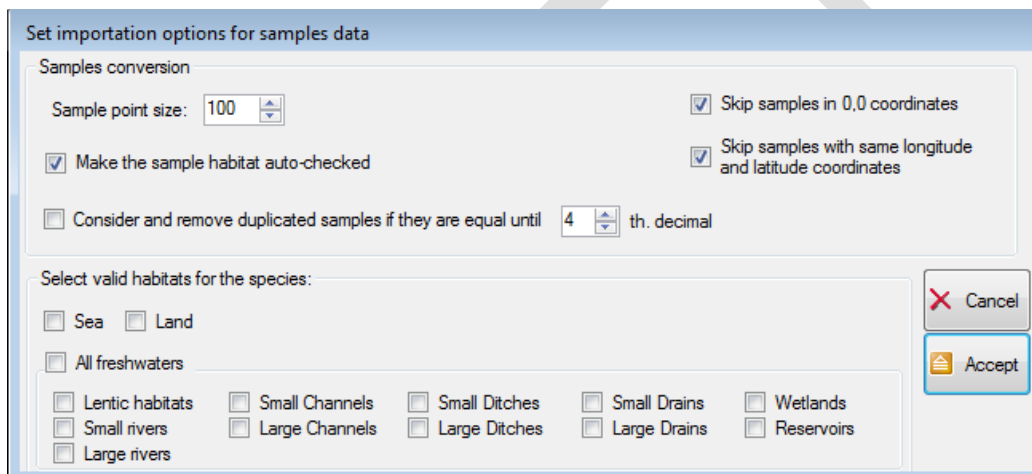 Set importation options for samples data
Samples conversion
Sample point size: 100
Skip samples in 0,0 coordinates
Make the sample habitat auto-checked
Skip samples with same longitude
and latitude coordinates
Consider and remove duplicated samples if they are equal until 4 th. decimal
Select valid habitats for the species:
Cancel
Sea Land
All freshwaters
Accept
Lentic habitats Small Channels Small Ditches Small Drains Wetlands
Small rivers Large Channels Large Ditches Large Drains Reservoirs
Large rivers